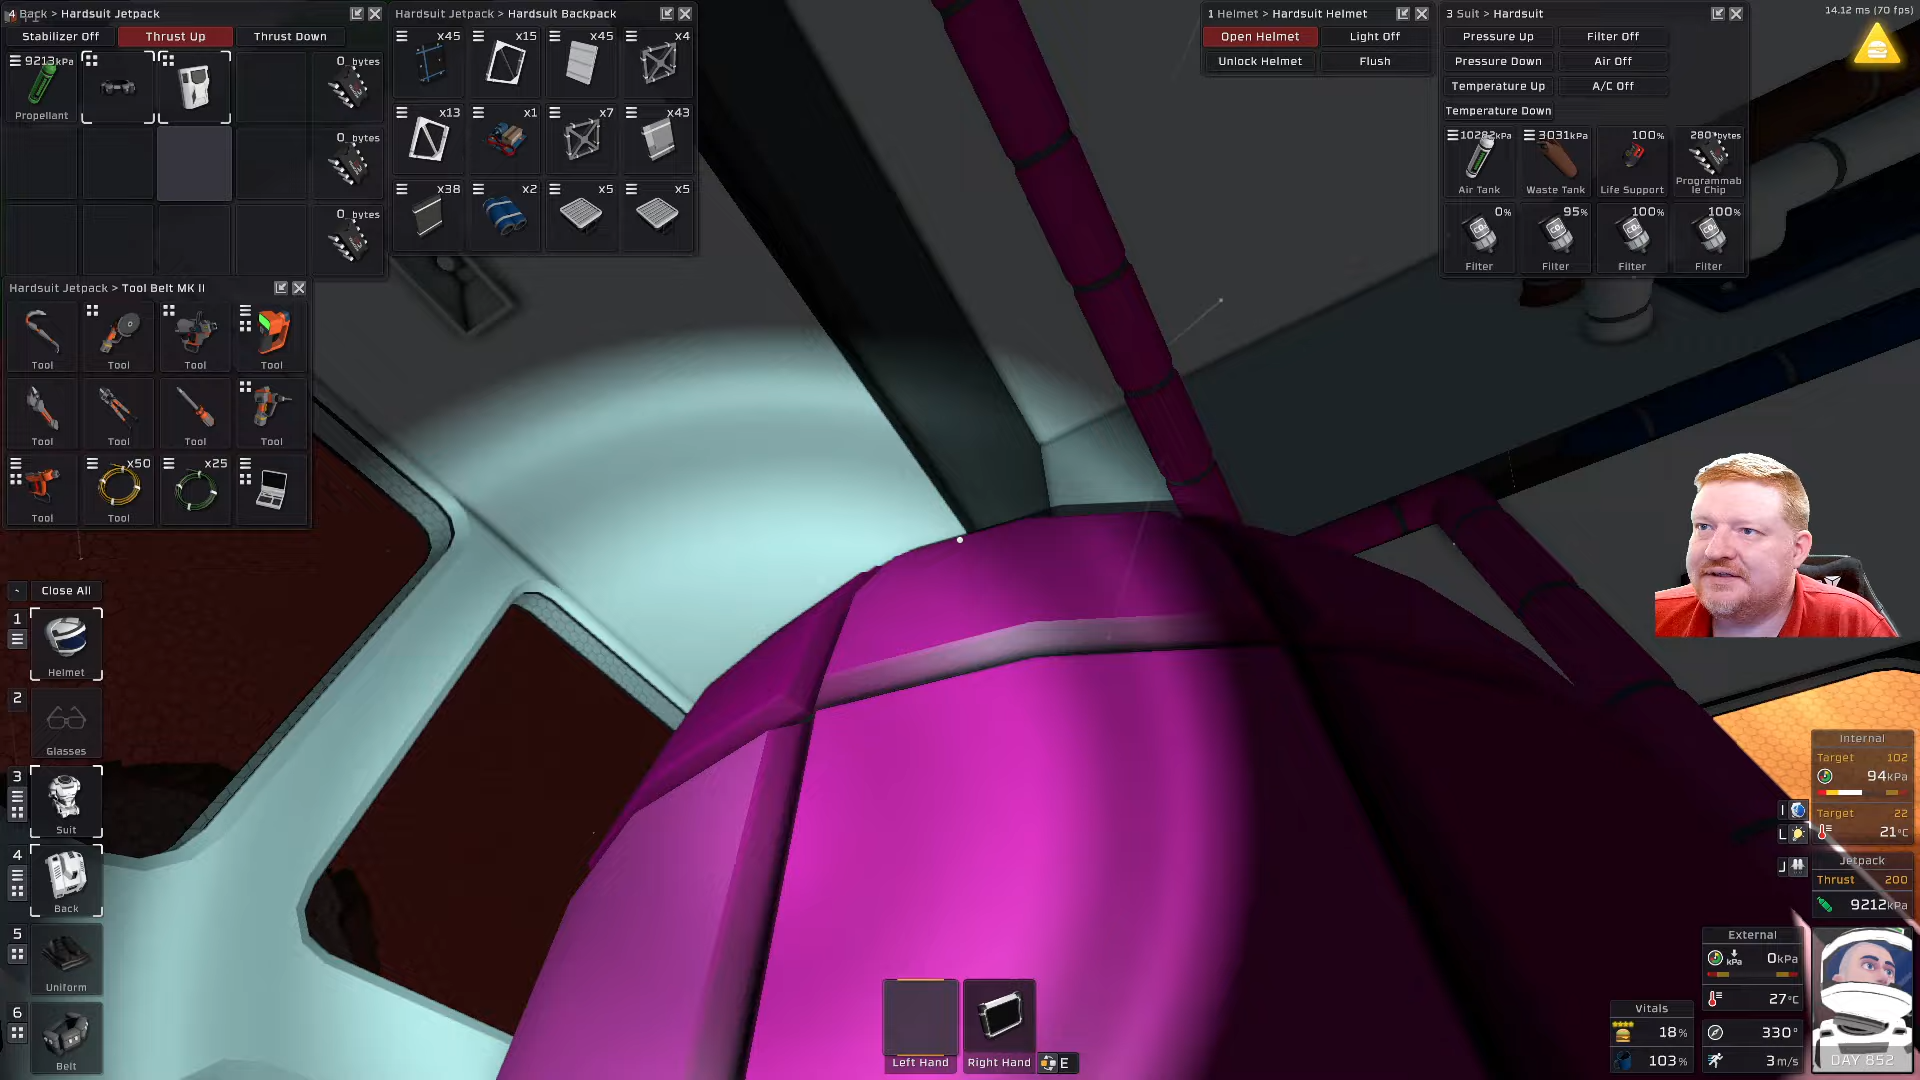 4 Back > Hardsuit Jetpack
Stabilizer Off
Thrust Up
Thrust Down
9213kPa
Propellant
0 bytes
0 bytes
0 bytes
Hardsuit Jetpack > Hardsuit Backpack
x45
x15
x45
x4
x13
x1
x7
x43
x38
x2
x5
x5
Hardsuit Jetpack > Tool Belt MK II
Tool
Tool
Tool
Tool
Tool
Tool
Tool
Tool
x50
x25
Tool
Tool
Tool
1 Helmet > Hardsuit Helmet
Open Helmet
Light Off
Unlock Helmet
Flush
3 Suit > Hardsuit
Pressure Up
Filter Off
Pressure Down
Air Off
Temperature Up
A/C Off
Temperature Down
3031kPa
100%
280 bytes
Air Tank
Waste Tank
Life Support
Programmab
le Chip
0%
95%
100%
100%
Filter
Filter
Filter
Filter
14.12 ms (70 fps)
~
Close All
1
Helmet
2
Glasses
3
Suit
4
Back
5
Uniform
6
Belt
Left Hand
Right Hand
E
Internal
Target 102
94kPa
Target 22
21°C
I
L
J
Jetpack
Thrust 200
9212kPa
External
kPa
0kPa
27°C
330°
3m/s
Vitals
18%
103%
DAY 852